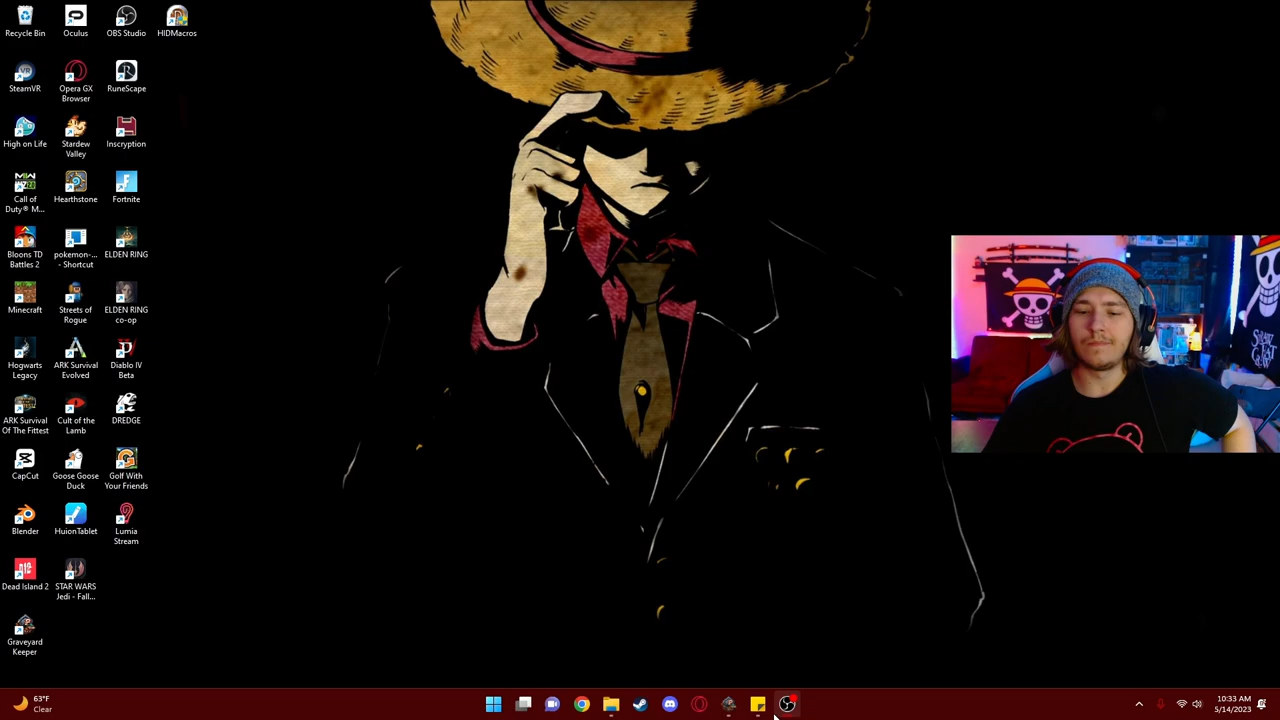 Recycle Bin
Oculus
OBS Studio
HIDMacros
SteamVR
Opera GX
Browser
RuneScape
High on Life
Stardew
Valley
Inscryption
Call of
Duty® M...
Hearthstone
Fortnite
Bloons TD
Battles 2
pokemon-...
- Shortcut
ELDEN RING
Minecraft
Streets of
Rogue
ELDEN RING
co-op
Hogwarts
Legacy
ARK Survival
Evolved
Diablo IV
Beta
ARK Survival
Of The Fittest
Cult of the
Lamb
DREDGE
CapCut
Goose Goose
Duck
Golf With
Your Friends
Blender
HuionTablet
Lumia
Stream
Dead Island 2
STAR WARS
Jedi - Fall...
Graveyard
Keeper
63°F
Clear
10:33 AM
5/14/2023